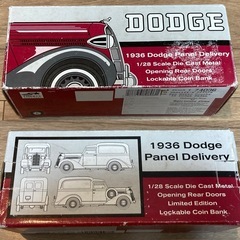 DODGE
1936 Dodge Panel Delivery
1/28 Scale Die Cast Metal
Opening Rear Doors
Lockable Coin Bank
1936 Dodge
Panel Delivery
1/28 Scale Die Cast Metal
Opening Rear Doors
Limited Edition
Lockable Coin Bank